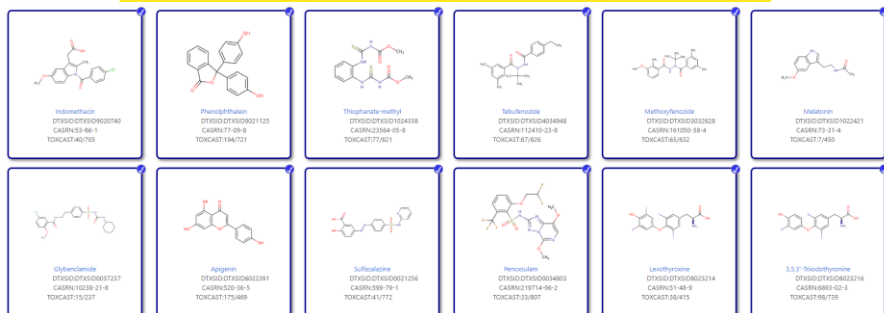 Indomethacin
DTXSID:DTXSID9020740
CASRN:53-86-1
TOXCAST:40/705
Phenolphthalein
DTXSID:DTXSID0021125
CASRN:77-09-8
TOXCAST:194/721
Thiophanate-methyl
DTXSID:DTXSID1024338
CASRN:23564-05-8
TOXCAST:77/821
Tebufenozide
DTXSID:DTXSID4034948
CASRN:112410-23-8
TOXCAST:87/826
Methoxyfenozide
DTXSID:DTXSID3032628
CASRN:161050-58-4
TOXCAST:65/832
Melatonin
DTXSID:DTXSID1022421
CASRN:73-31-4
TOXCAST:7/450
Glybenclamide
DTXSID:DTXSID0037237
CASRN:10238-21-8
TOXCAST:15/237
Apigenin
DTXSID:DTXSID6022391
CASRN:520-36-5
TOXCAST:175/469
Sulfasalazine
DTXSID:DTXSID0021256
CASRN:599-79-1
TOXCAST:41/772
Penoxsulam
DTXSID:DTXSID0034803
CASRN:219714-96-2
TOXCAST:33/807
Levothyroxine
DTXSID:DTXSID8023214
CASRN:51-48-9
TOXCAST:38/415
3,5,3'-Triiodothyronine
DTXSID:DTXSID8023216
CASRN:6893-02-3
TOXCAST:98/739